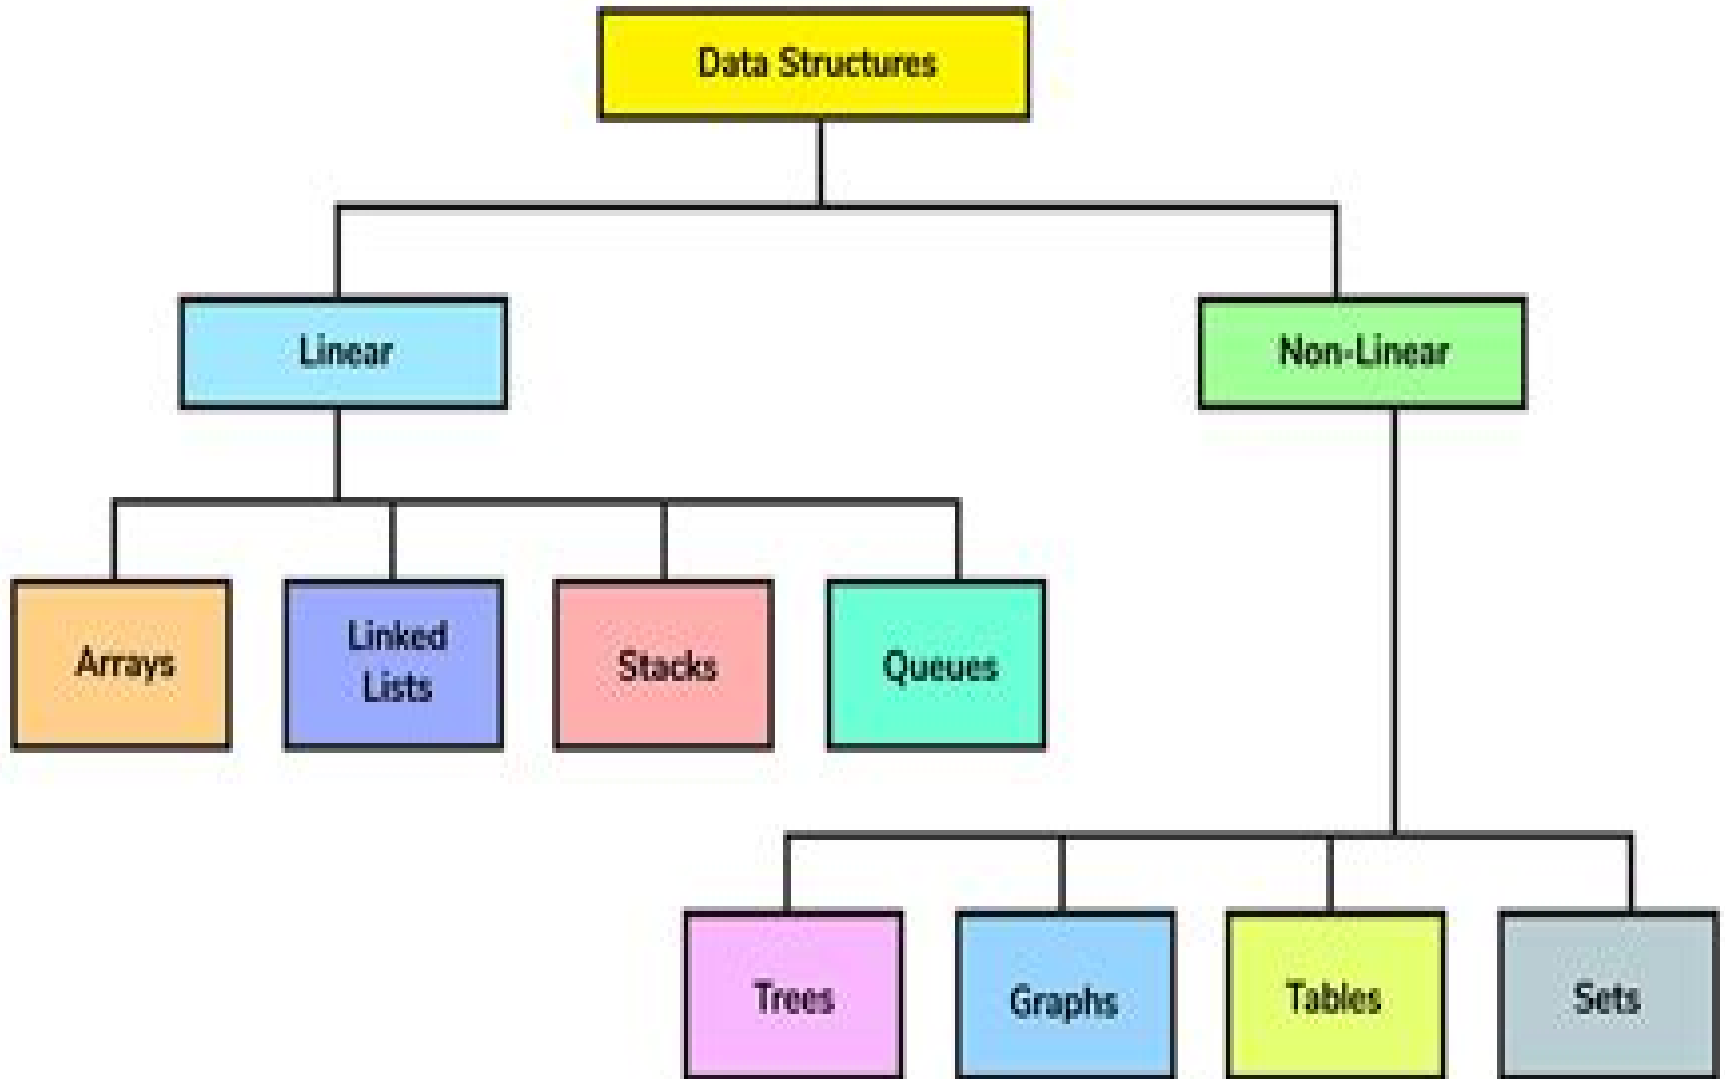 Data Structures
Linear
Non-Linear
Arrays
Linked
Lists
Stacks
Queues
Trees
Graphs
Tables
Sets